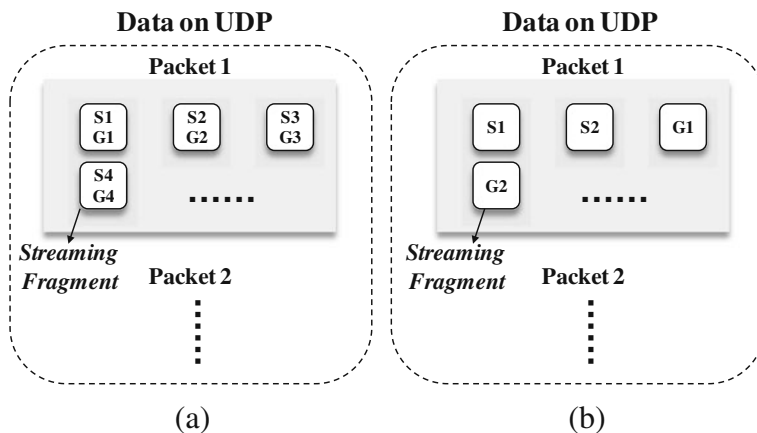 Data on UDP
Packet 1
S1
G1
S2
G2
S3
G3
S4
G4
......
Streaming
Fragment
Packet 2
(a)
Data on UDP
Packet 1
S1
S2
G1
G2
......
Streaming
Fragment
Packet 2
(b)